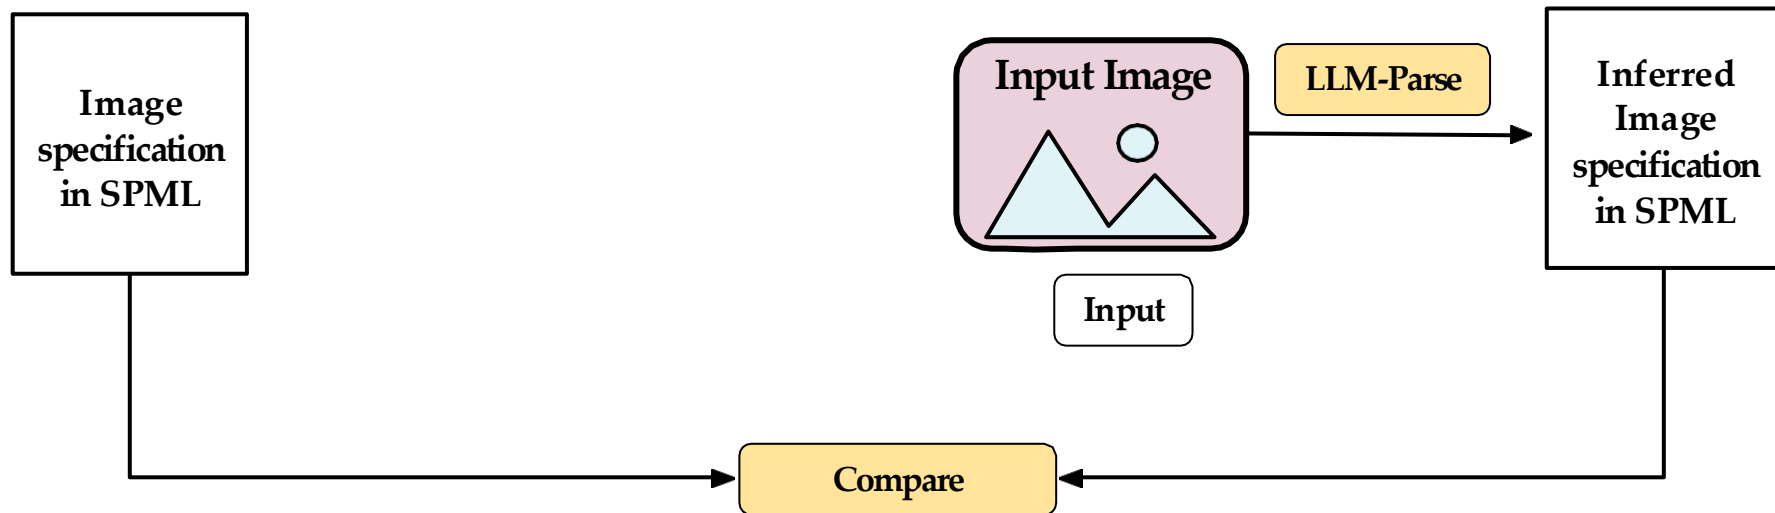 Image
specification
in SPML
Input Image
LLM-Parse
Inferred
Image
specification
in SPML
Input
Compare